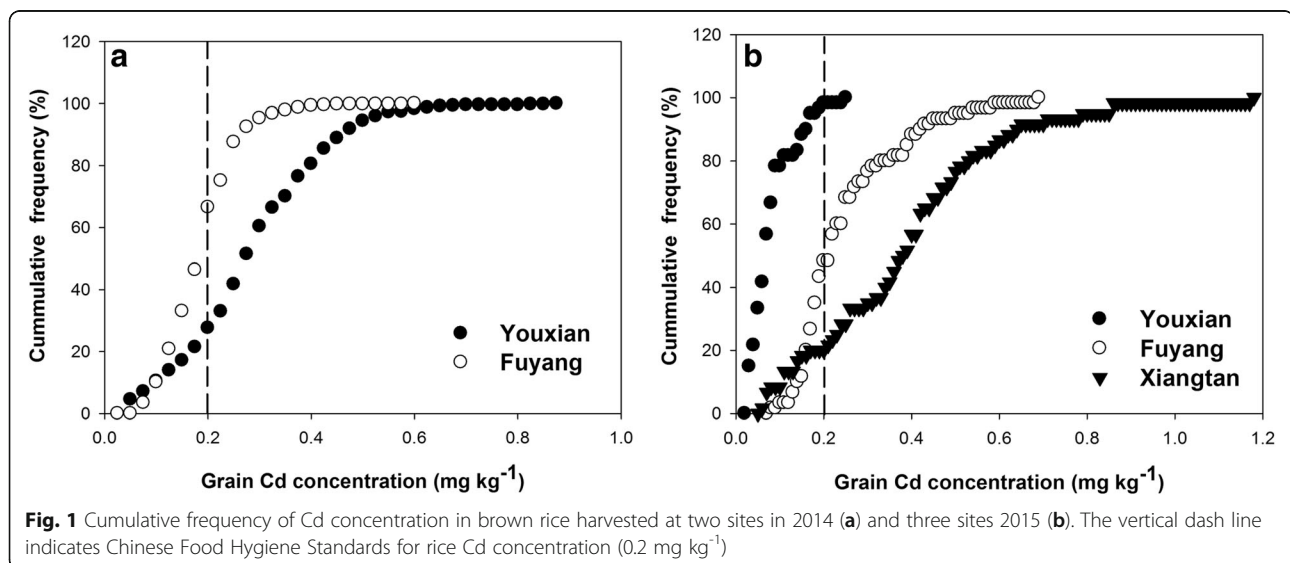 a
120
100
80
60
40
20
0
Cummulative frequency (%)
Youxian
Fuyang
0.0 0.2 0.4 0.6 0.8 1.0
Grain Cd concentration (mg kg⁻¹)
b
120
100
80
60
40
20
0
Cummulative frequency (%)
Youxian
Fuyang
Xiangtan
0.0 0.2 0.4 0.6 0.8 1.0 1.2
Grain Cd concentration (mg kg⁻¹)
Fig. 1 Cumulative frequency of Cd concentration in brown rice harvested at two sites in 2014 (a) and three sites 2015 (b). The vertical dash line
indicates Chinese Food Hygiene Standards for rice Cd concentration (0.2 mg kg⁻¹)